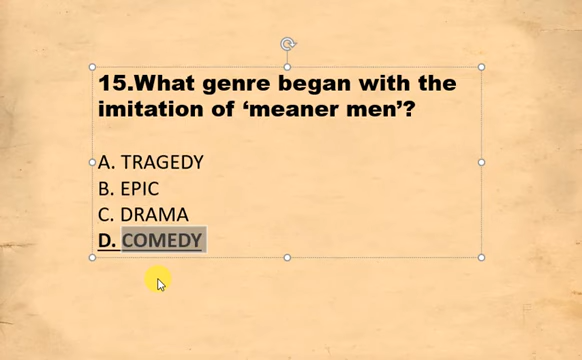 15.What genre began with the
imitation of ‘meaner men’?
A. TRAGEDY
B. EPIC
C. DRAMA
D. COMEDY